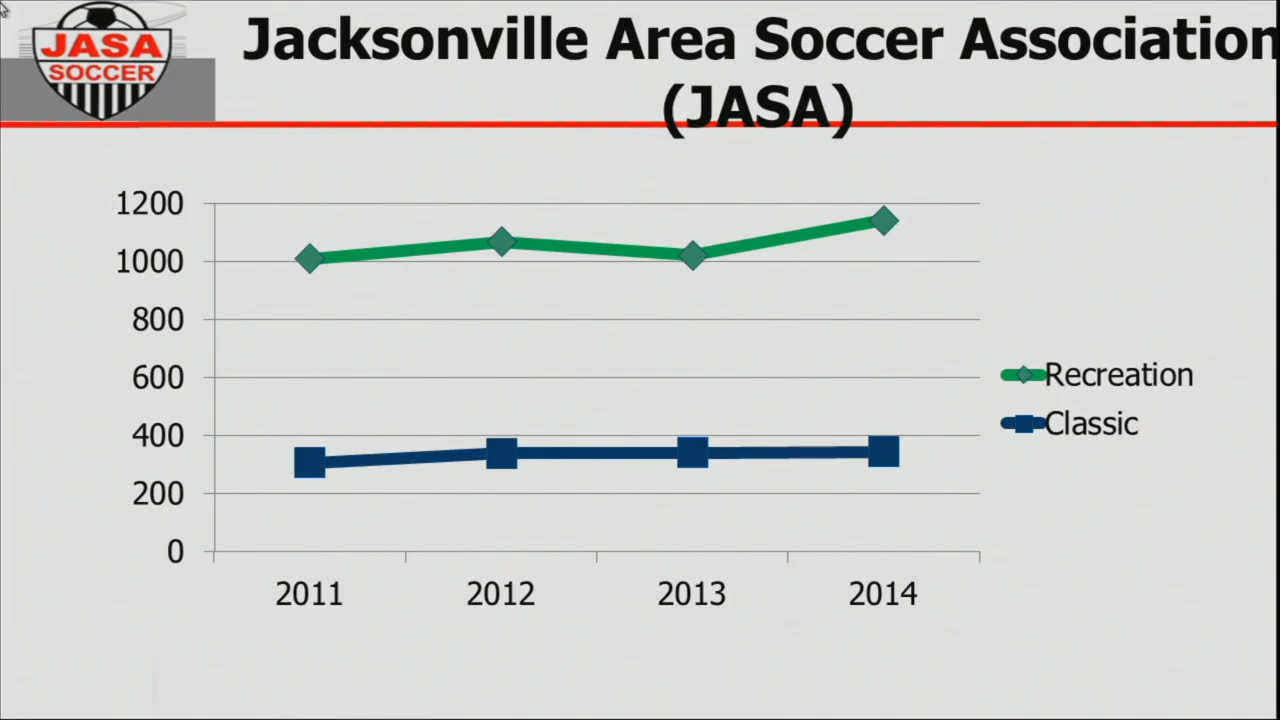 JASA
SOCCER
Jacksonville Area Soccer Association
(JASA)
1200
1000
800
600
400
200
0
2011 2012 2013 2014
Recreation
Classic